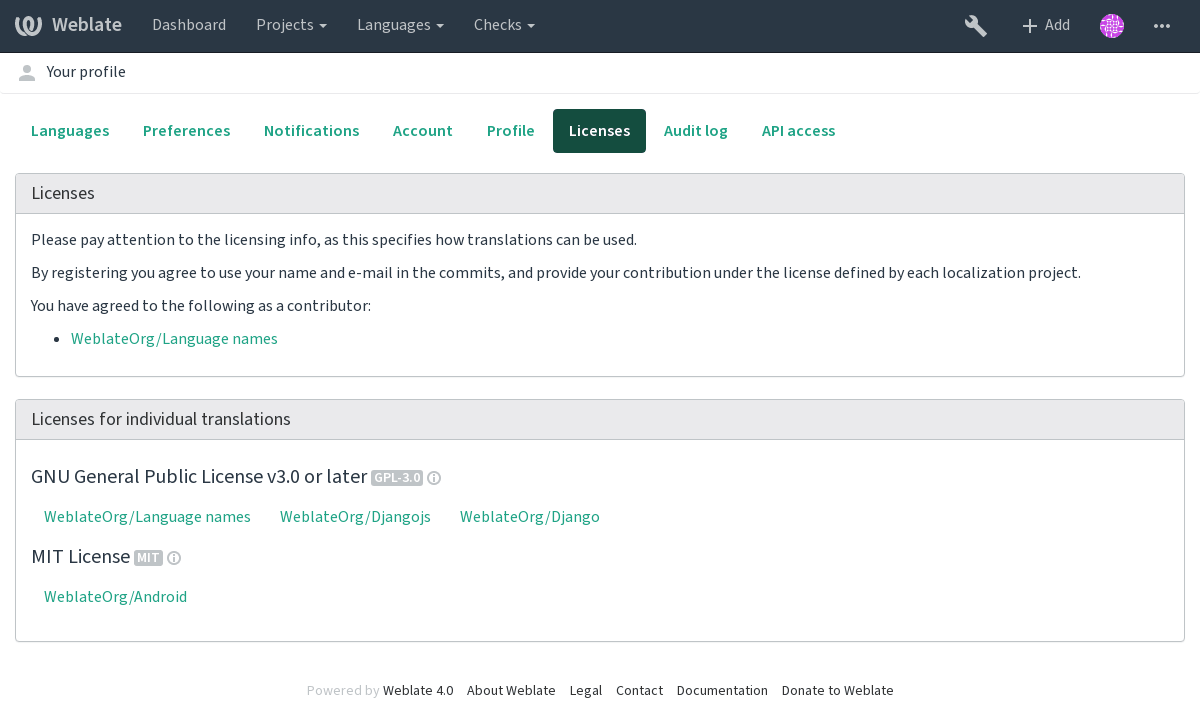 Weblate Dashboard Projects Languages Checks Add
Your profile
Languages Preferences Notifications Account Profile Licenses Audit log API access
Licenses
Please pay attention to the licensing info, as this specifies how translations can be used.
By registering you agree to use your name and e-mail in the commits, and provide your contribution under the license defined by each localization project.
You have agreed to the following as a contributor:
WeblateOrg/Language names
Licenses for individual translations
GNU General Public License v3.0 or later GPL-3.0
WeblateOrg/Language names WeblateOrg/Djangojs WeblateOrg/Django
MIT License MIT
WeblateOrg/Android
Powered by Weblate 4.0 About Weblate Legal Contact Documentation Donate to Weblate